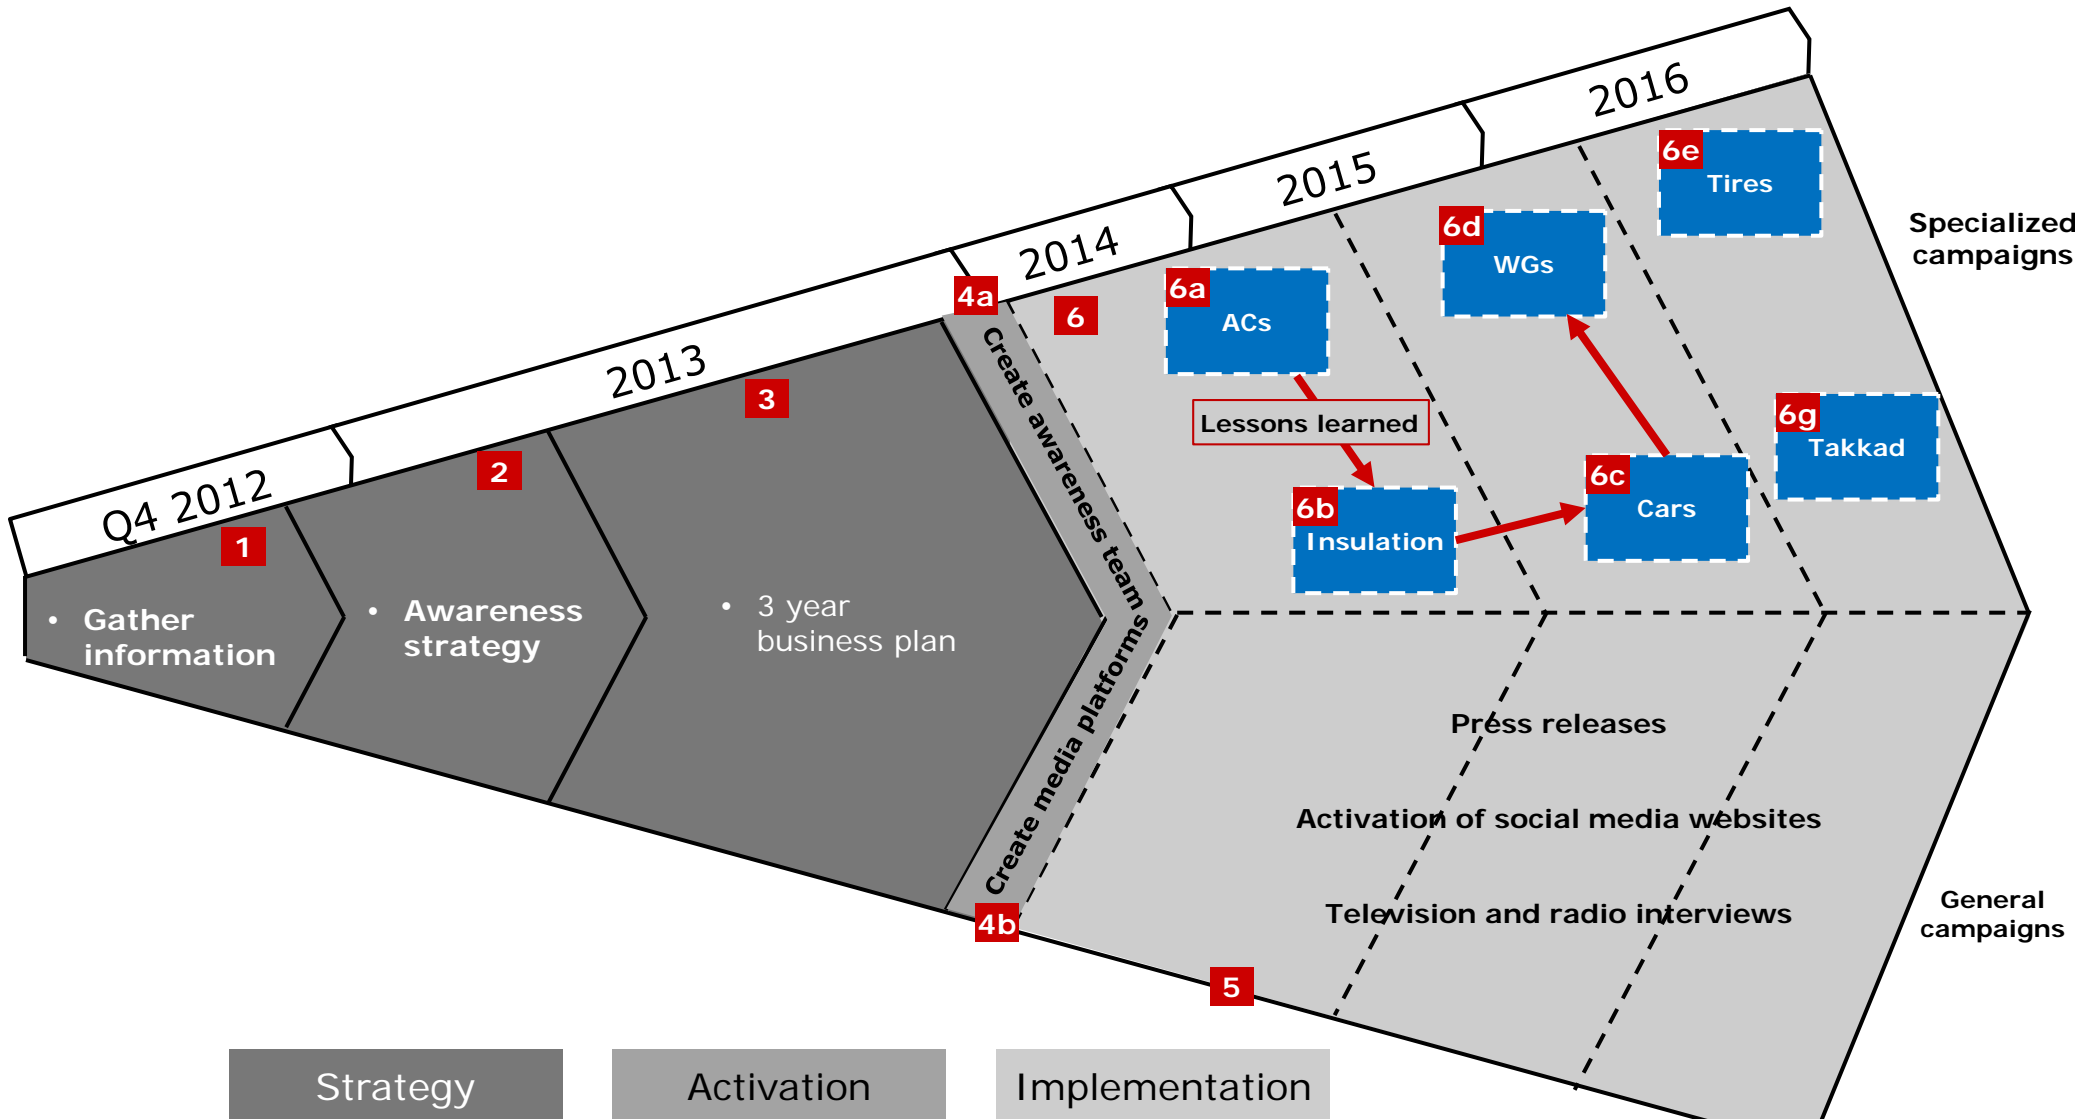 Q4 2012
2013
2014
2015
2016
1
• Gather
information
2
• Awareness
strategy
3
• 3 year
business plan
4a
Create awareness team
4b
Create media platforms
6
6a
ACs
Lessons learned
6b
Insulation
6c
Cars
6d
WGs
6e
Tires
6g
Takkad
Specialized
campaigns
Press releases
Activation of social media websites
Television and radio interviews
5
General
campaigns
Strategy
Activation
Implementation